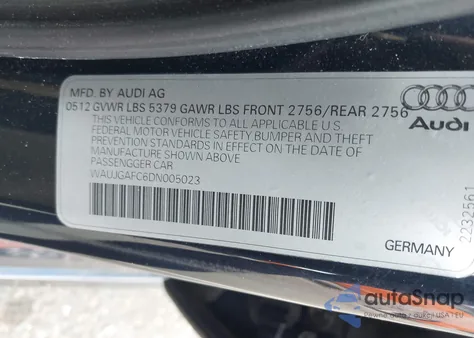 MFD. BY AUDI AG
0512 GVWR LBS 5379 GAWR LBS FRONT 2756/REAR 2756
THIS VEHICLE CONFORMS TO ALL APPLICABLE U.S.
FEDERAL MOTOR VEHICLE SAFETY BUMPER AND THEFT
PREVENTION STANDARDS IN EFFECT ON THE DATE OF
MANUFACTURE SHOWN ABOVE
PASSENGER CAR
WAUJGAFC6DN005023
Audi
2232561
GERMANY
autoSnap